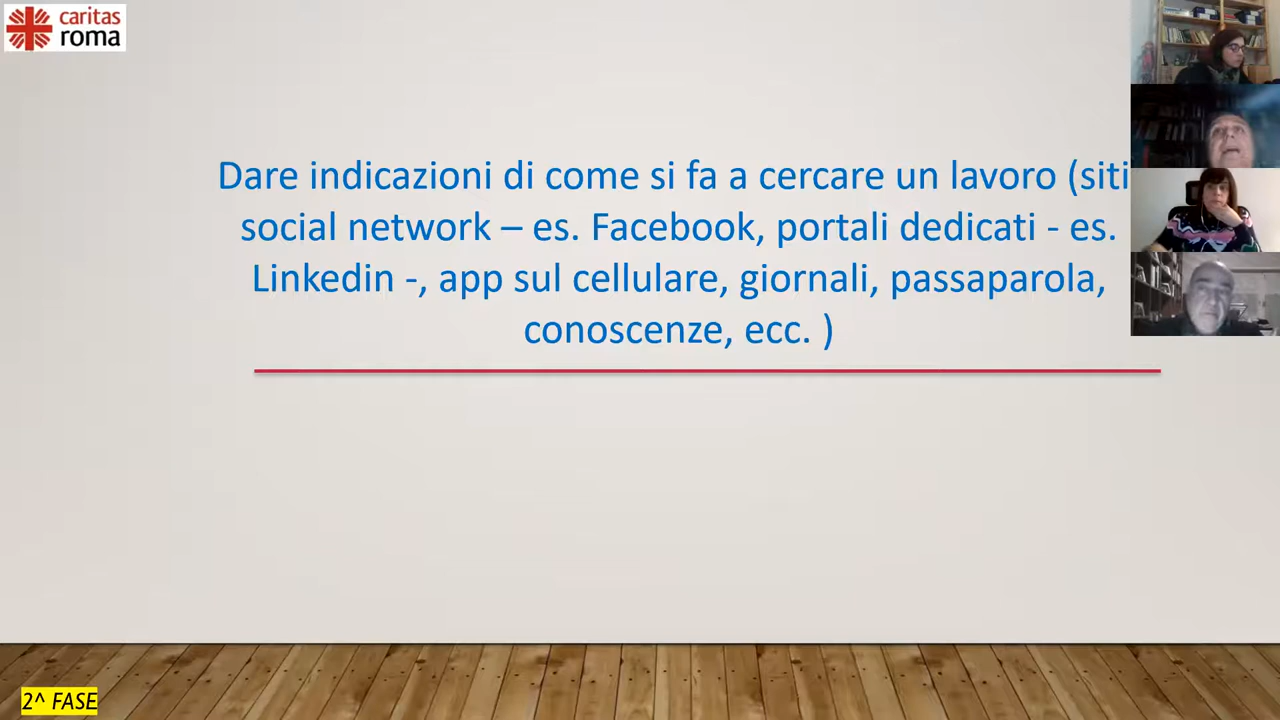 caritas
roma
Dare indicazioni di come si fa a cercare un lavoro (siti
social network – es. Facebook, portali dedicati - es.
Linkedin -, app sul cellulare, giornali, passaparola,
conoscenze, ecc. )
2^ FASE